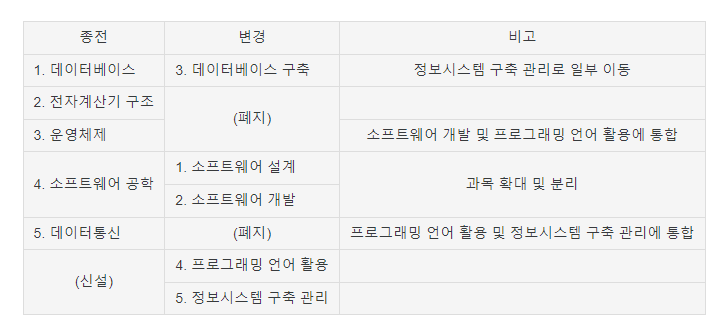 종전 변경 비고
1. 데이터베이스 3. 데이터베이스 구축 정보시스템 구축 관리로 일부 이동
2. 전자계산기 구조
(폐지)
3. 운영체제 소프트웨어 개발 및 프로그래밍 언어 활용에 통합
4. 소프트웨어 공학
1. 소프트웨어 설계
2. 소프트웨어 개발
과목 확대 및 분리
5. 데이터통신 (폐지) 프로그래밍 언어 활용 및 정보시스템 구축 관리에 통합
(신설)
4. 프로그래밍 언어 활용
5. 정보시스템 구축 관리